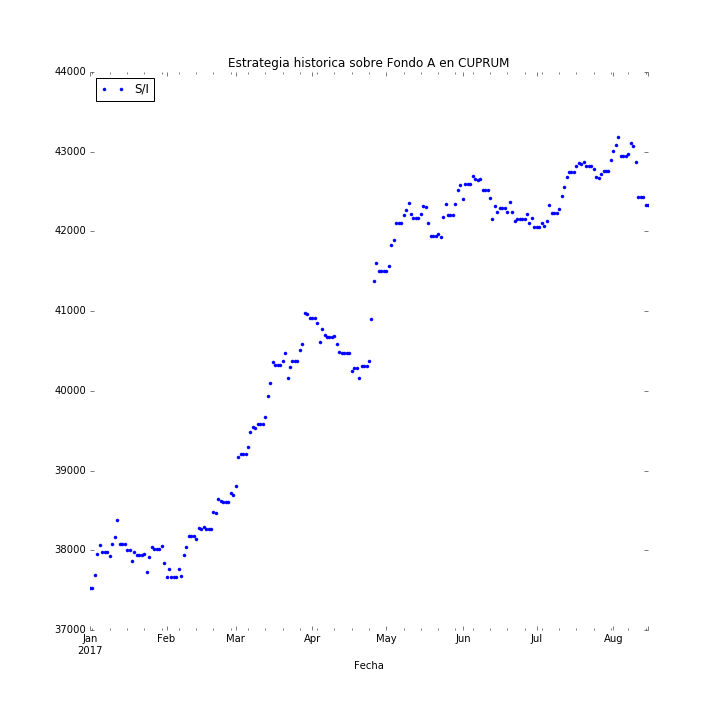 Estrategia historica sobre Fondo A en CUPRUM
44000
S/I
43000
42000
41000
40000
39000
38000
37000
Jan Feb Mar Apr May Jun Jul Aug
2017
Fecha